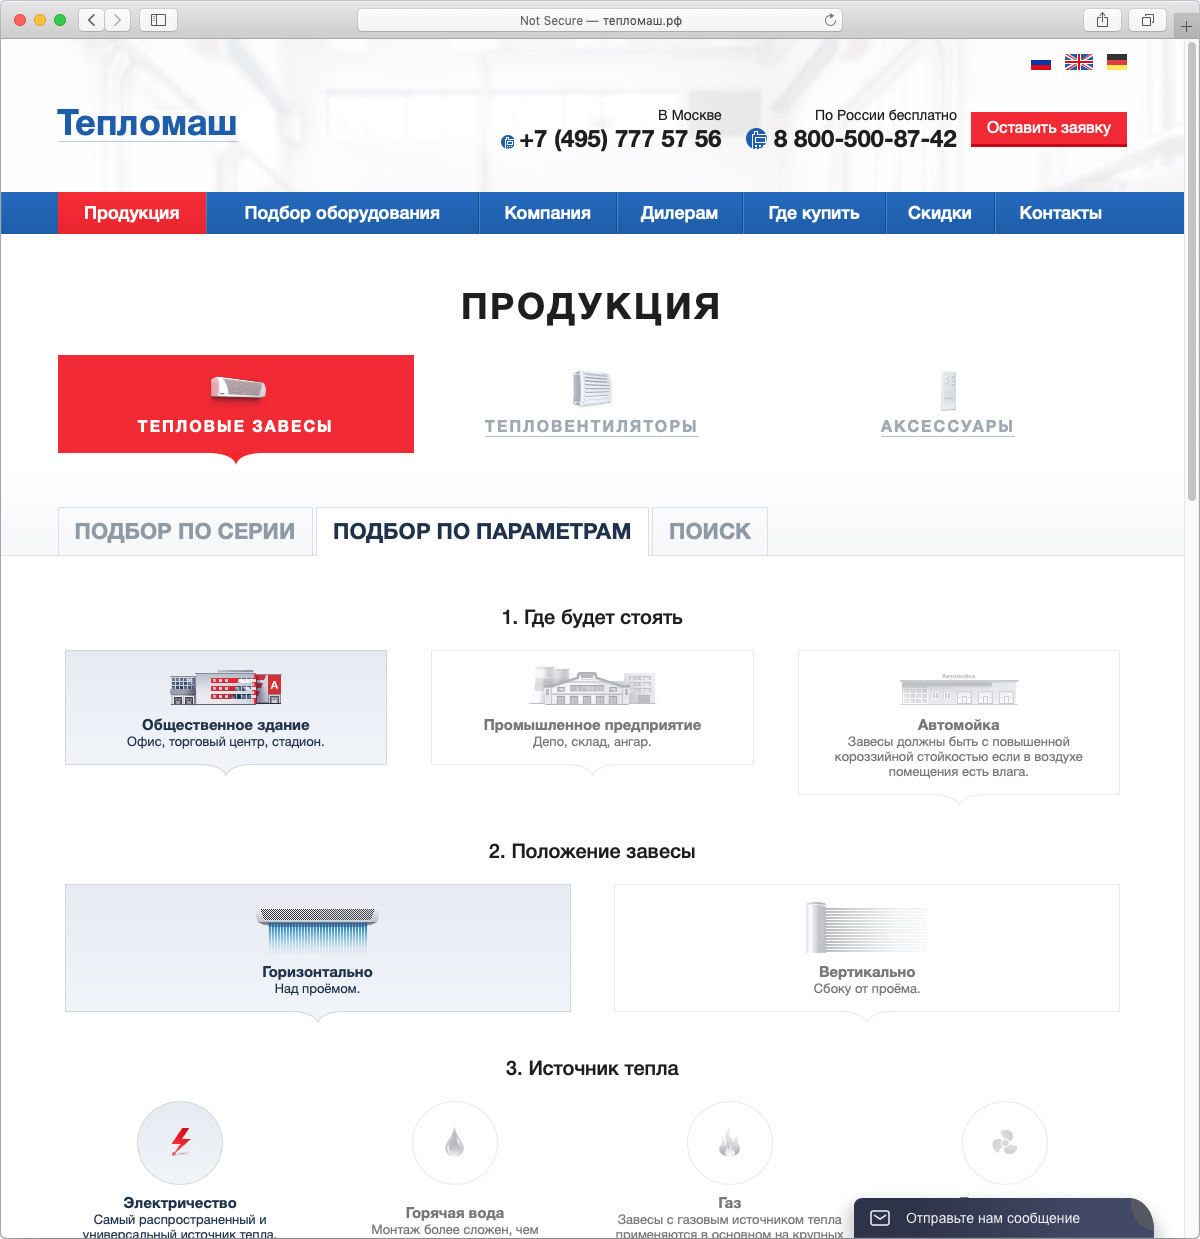 Not Secure — тепломаш.рф
Тепломаш
В Москве
+7 (495) 777 57 56
По России бесплатно
8 800-500-87-42
Оставить заявку
Продукция
Подбор оборудования
Компания
Дилерам
Где купить
Скидки
Контакты
ПРОДУКЦИЯ
ТЕПЛОВЫЕ ЗАВЕСЫ
ТЕПЛОВЕНТИЛЯТОРЫ
АКСЕССУАРЫ
ПОДБОР ПО СЕРИИ
ПОДБОР ПО ПАРАМЕТРАМ
ПОИСК
1. Где будет стоять
А
Общественное здание
Офис, торговый центр, стадион.
Промышленное предприятие
Депо, склад, ангар.
Автомойка
Автомойка
Завесы должны быть с повышенной
короззийной стойкостью если в воздухе
помещения есть влага.
2. Положение завесы
Горизонтально
Над проёмом.
Вертикально
Сбоку от проёма.
3. Источник тепла
Электричество
Самый распространенный и
универсальный источник тепла.
Горячая вода
Монтаж более сложен, чем
Газ
Завесы с газовым источником тепла
применяются в основном на крупных
Отправьте нам сообщение